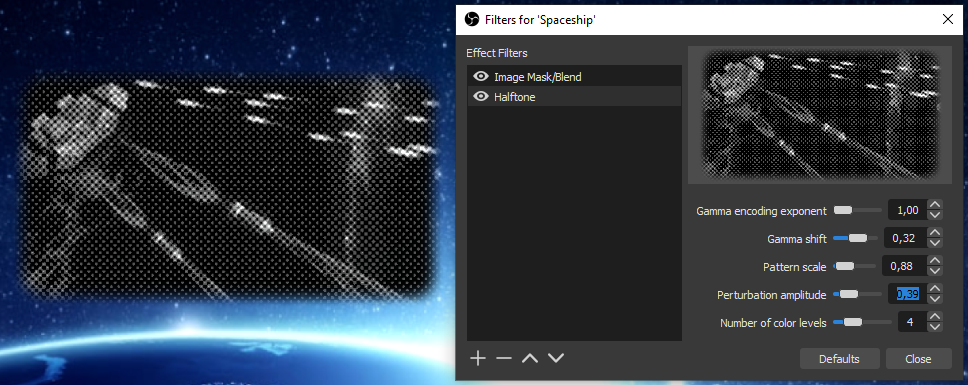 Filters for 'Spaceship'
Effect Filters
Image Mask/Blend
Halftone
Gamma encoding exponent 1,00
Gamma shift 0,32
Pattern scale 0,88
Perturbation amplitude 0,39
Number of color levels 4
Defaults Close